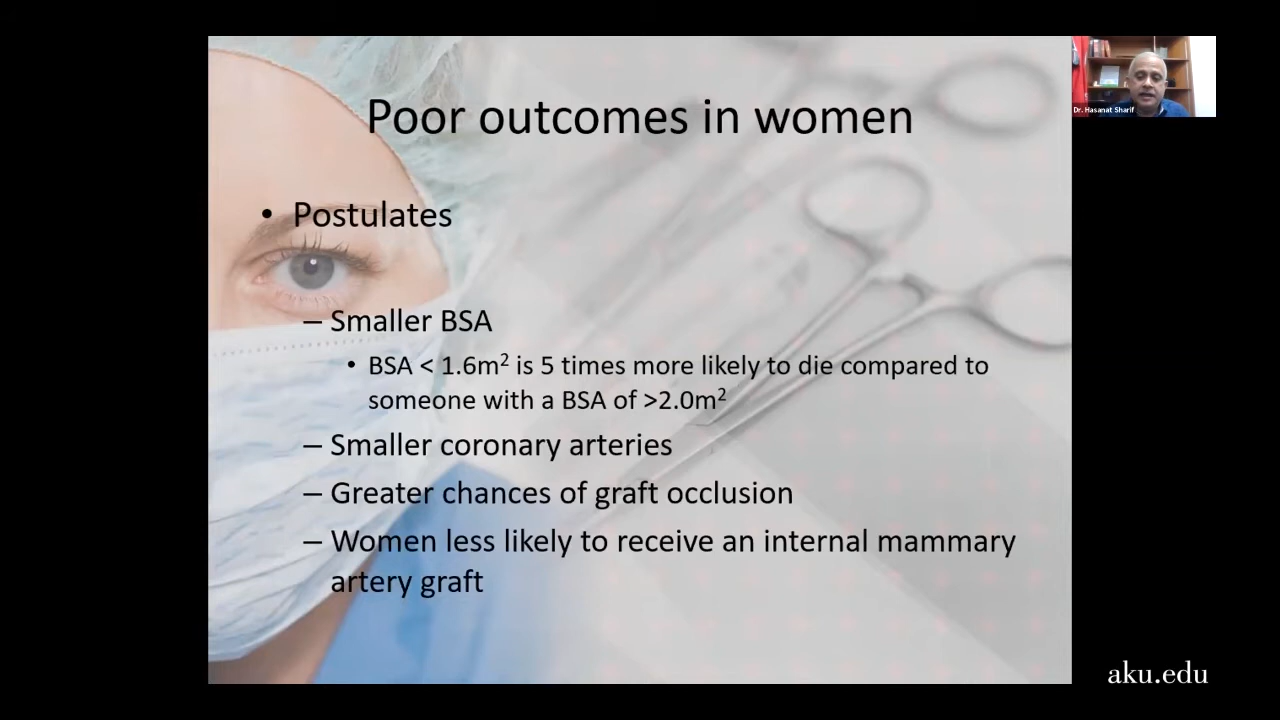 Poor outcomes in women
Dr. Hasanat Sharif
• Postulates
– Smaller BSA
• BSA < 1.6m² is 5 times more likely to die compared to
someone with a BSA of >2.0m²
– Smaller coronary arteries
– Greater chances of graft occlusion
– Women less likely to receive an internal mammary
artery graft
aku.edu